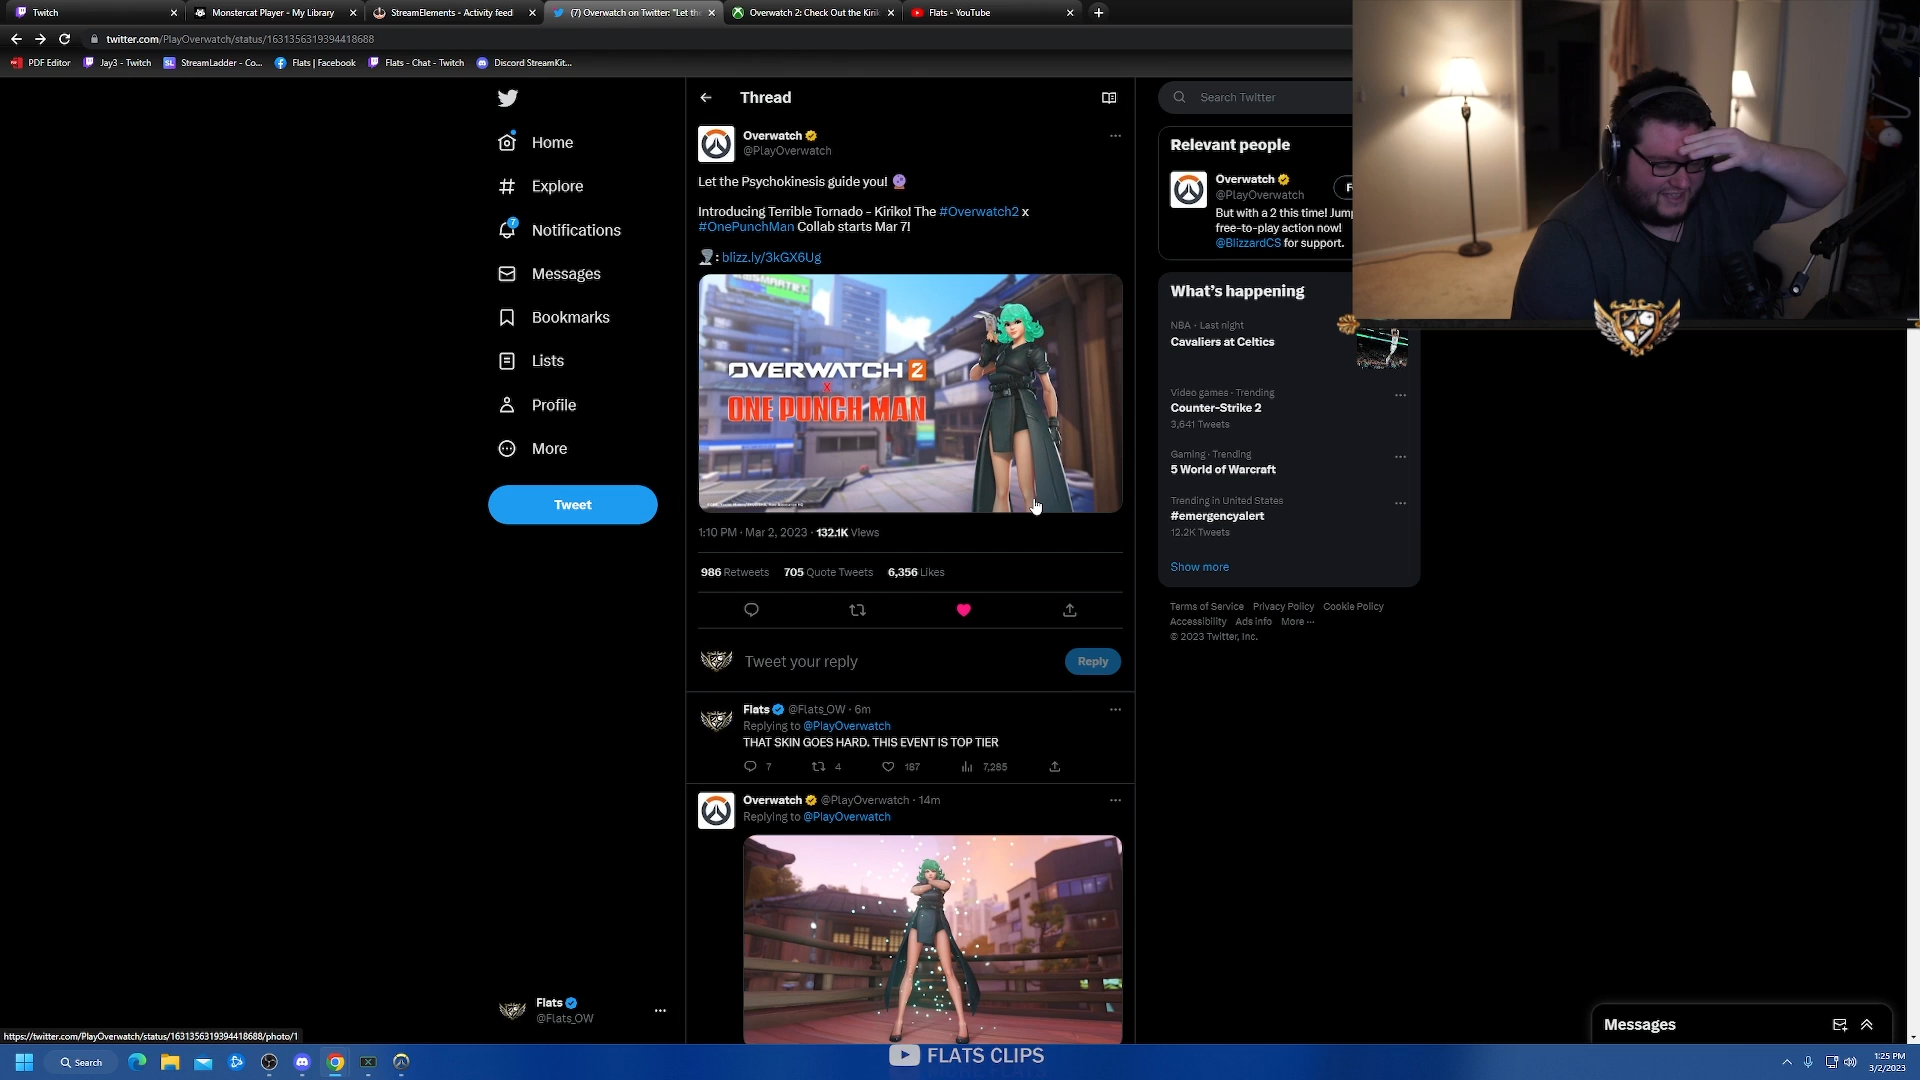 Twitch
Monstercat Player - My Library
StreamElements - Activity feed
(7) Overwatch on Twitter: "Let the
Overwatch 2: Check Out the Kirik
Flats - YouTube
twitter.com/PlayOverwatch/status/1631356319394418688
PDF Editor
Jay3 - Twitch
StreamLadder - Co...
Flats | Facebook
Flats - Chat - Twitch
Discord StreamKit...
Home
Explore
7
Notifications
Messages
Bookmarks
Lists
Profile
More
Tweet
Flats
@Flats_OW
Thread
Overwatch
@PlayOverwatch
Let the Psychokinesis guide you! 🔮
Introducing Terrible Tornado - Kiriko! The #Overwatch2 x
#OnePunchMan Collab starts Mar 7!
🌪️: blizz.ly/3kGX6Ug
OVERWATCH 2
X
ONE PUNCH MAN
1:10 PM · Mar 2, 2023 · 132.1K Views
986 Retweets 705 Quote Tweets 6,356 Likes
Tweet your reply
Reply
Flats @Flats_OW · 6m
Replying to @PlayOverwatch
THAT SKIN GOES HARD. THIS EVENT IS TOP TIER
7 4 187 7,285
Overwatch @PlayOverwatch · 14m
Replying to @PlayOverwatch
Search Twitter
Relevant people
Overwatch
@PlayOverwatch
But with a 2 this time! Jump
free-to-play action now!
@BlizzardCS for support.
What's happening
NBA · Last night
Cavaliers at Celtics
Video games · Trending
Counter-Strike 2
3,641 Tweets
Gaming · Trending
5 World of Warcraft
Trending in United States
#emergencyalert
12.2K Tweets
Show more
Terms of Service Privacy Policy Cookie Policy
Accessibility Ads info More ···
© 2023 Twitter, Inc.
Messages
https://twitter.com/PlayOverwatch/status/1631356319394418688/photo/1
Search
FLATS CLIPS
1:25 PM
3/2/2023